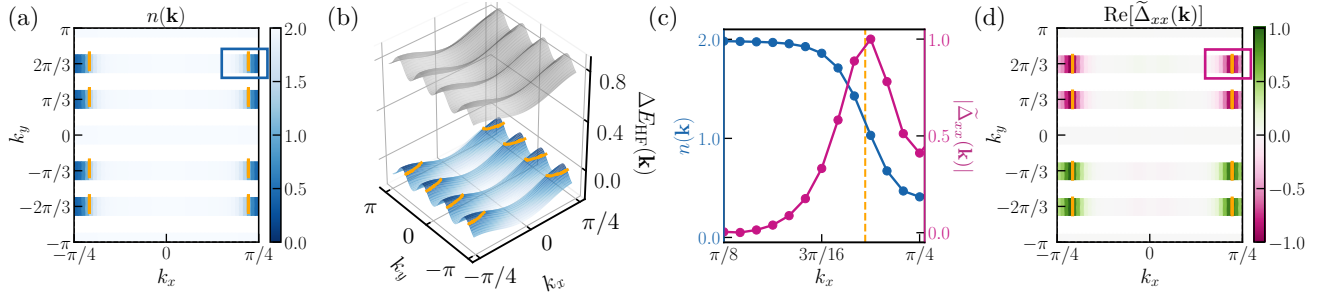 (a)
n(k)
π
2π/3
π/3
0
−π/3
−2π/3
−π
k_y
−π/4
0
π/4
k_x
2.0
1.5
1.0
0.5
0.0
(b)
0.8
0.4
0.0
ΔE_HF(k)
π
0
−π
k_y
−π/4
0
π/4
k_x
(c)
2.0
1.0
0.0
n(k)
π/8
3π/16
π/4
k_x
1.0
0.5
0.0
|Δ̃_xx(k)|
(d)
Re[Δ̃_xx(k)]
π
2π/3
π/3
0
−π/3
−2π/3
−π
k_y
−π/4
0
π/4
k_x
1.0
0.5
0.0
−0.5
−1.0